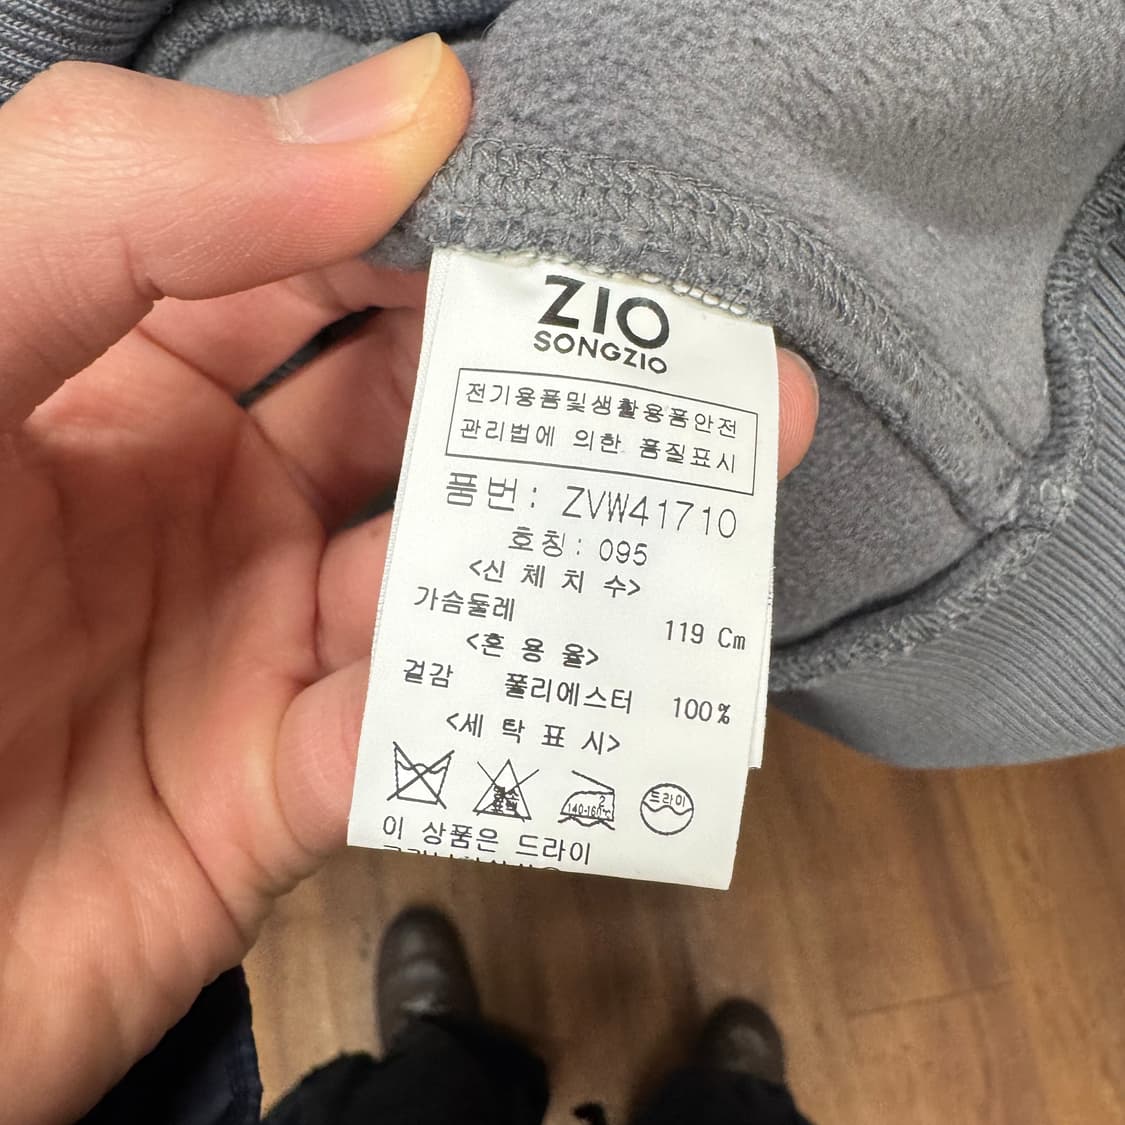 ZIO
SONGZIO
전기용품및생활용품안전
관리법에 의한 품질표시
품번: ZVW41710
호칭: 095
<신 체 치 수>
가슴둘레 119 Cm
<혼 용 율>
겉감 폴리에스터 100%
<세 탁 표 시>
140-160℃
드라이
이 상품은 드라이